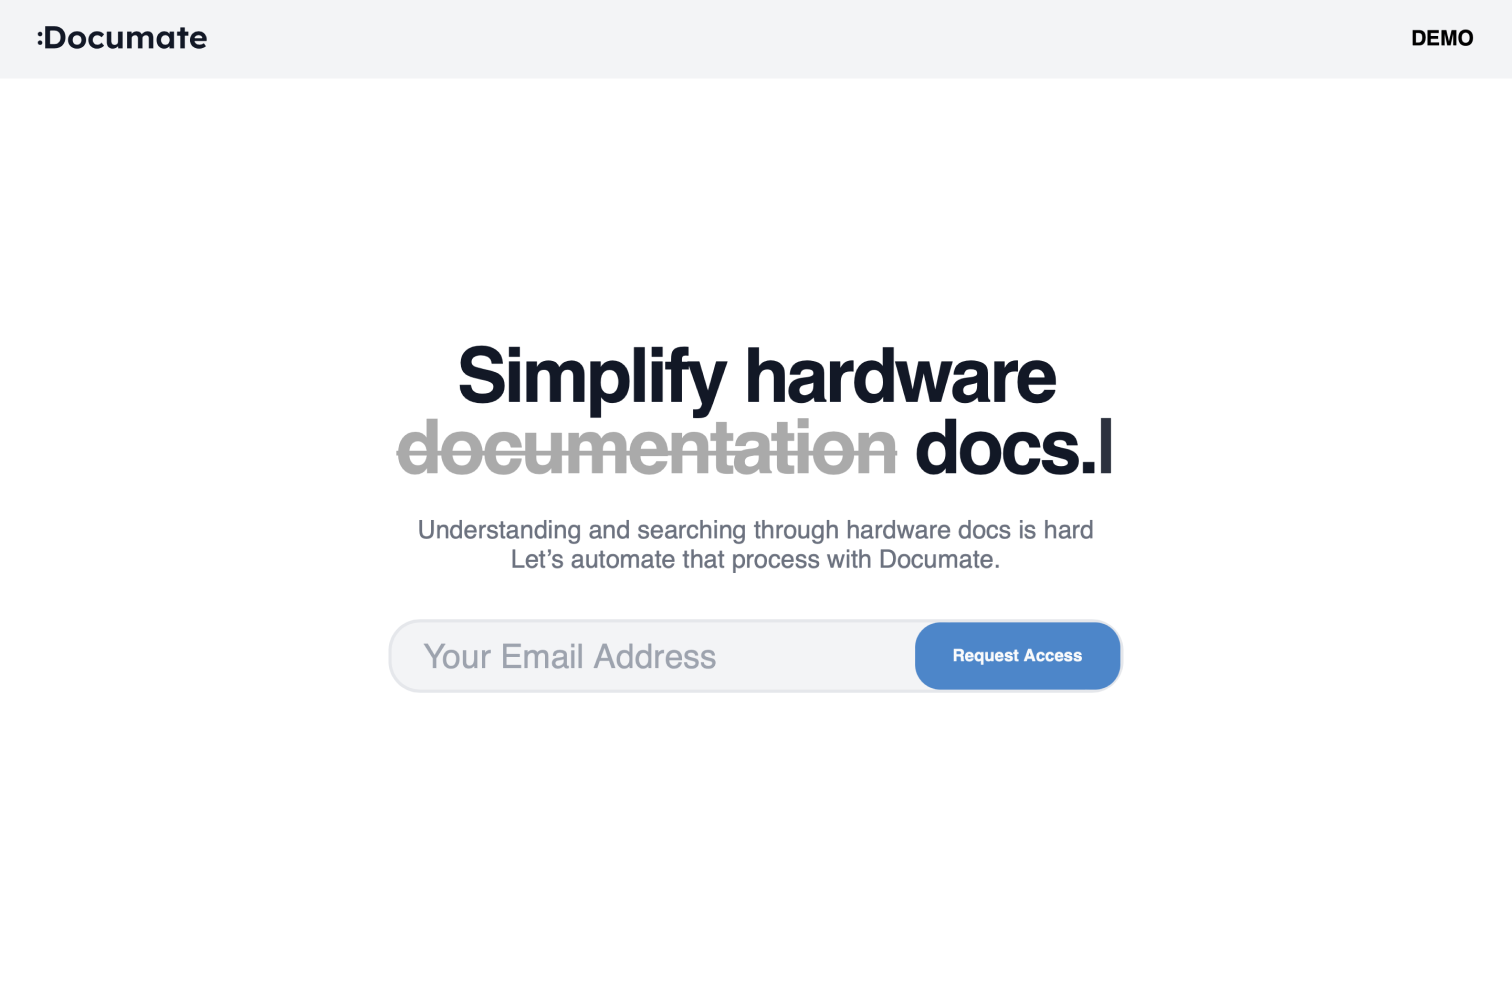 :Documate
DEMO
Simplify hardware
documentation docs.
Understanding and searching through hardware docs is hard
Let’s automate that process with Documate.
Your Email Address
Request Access